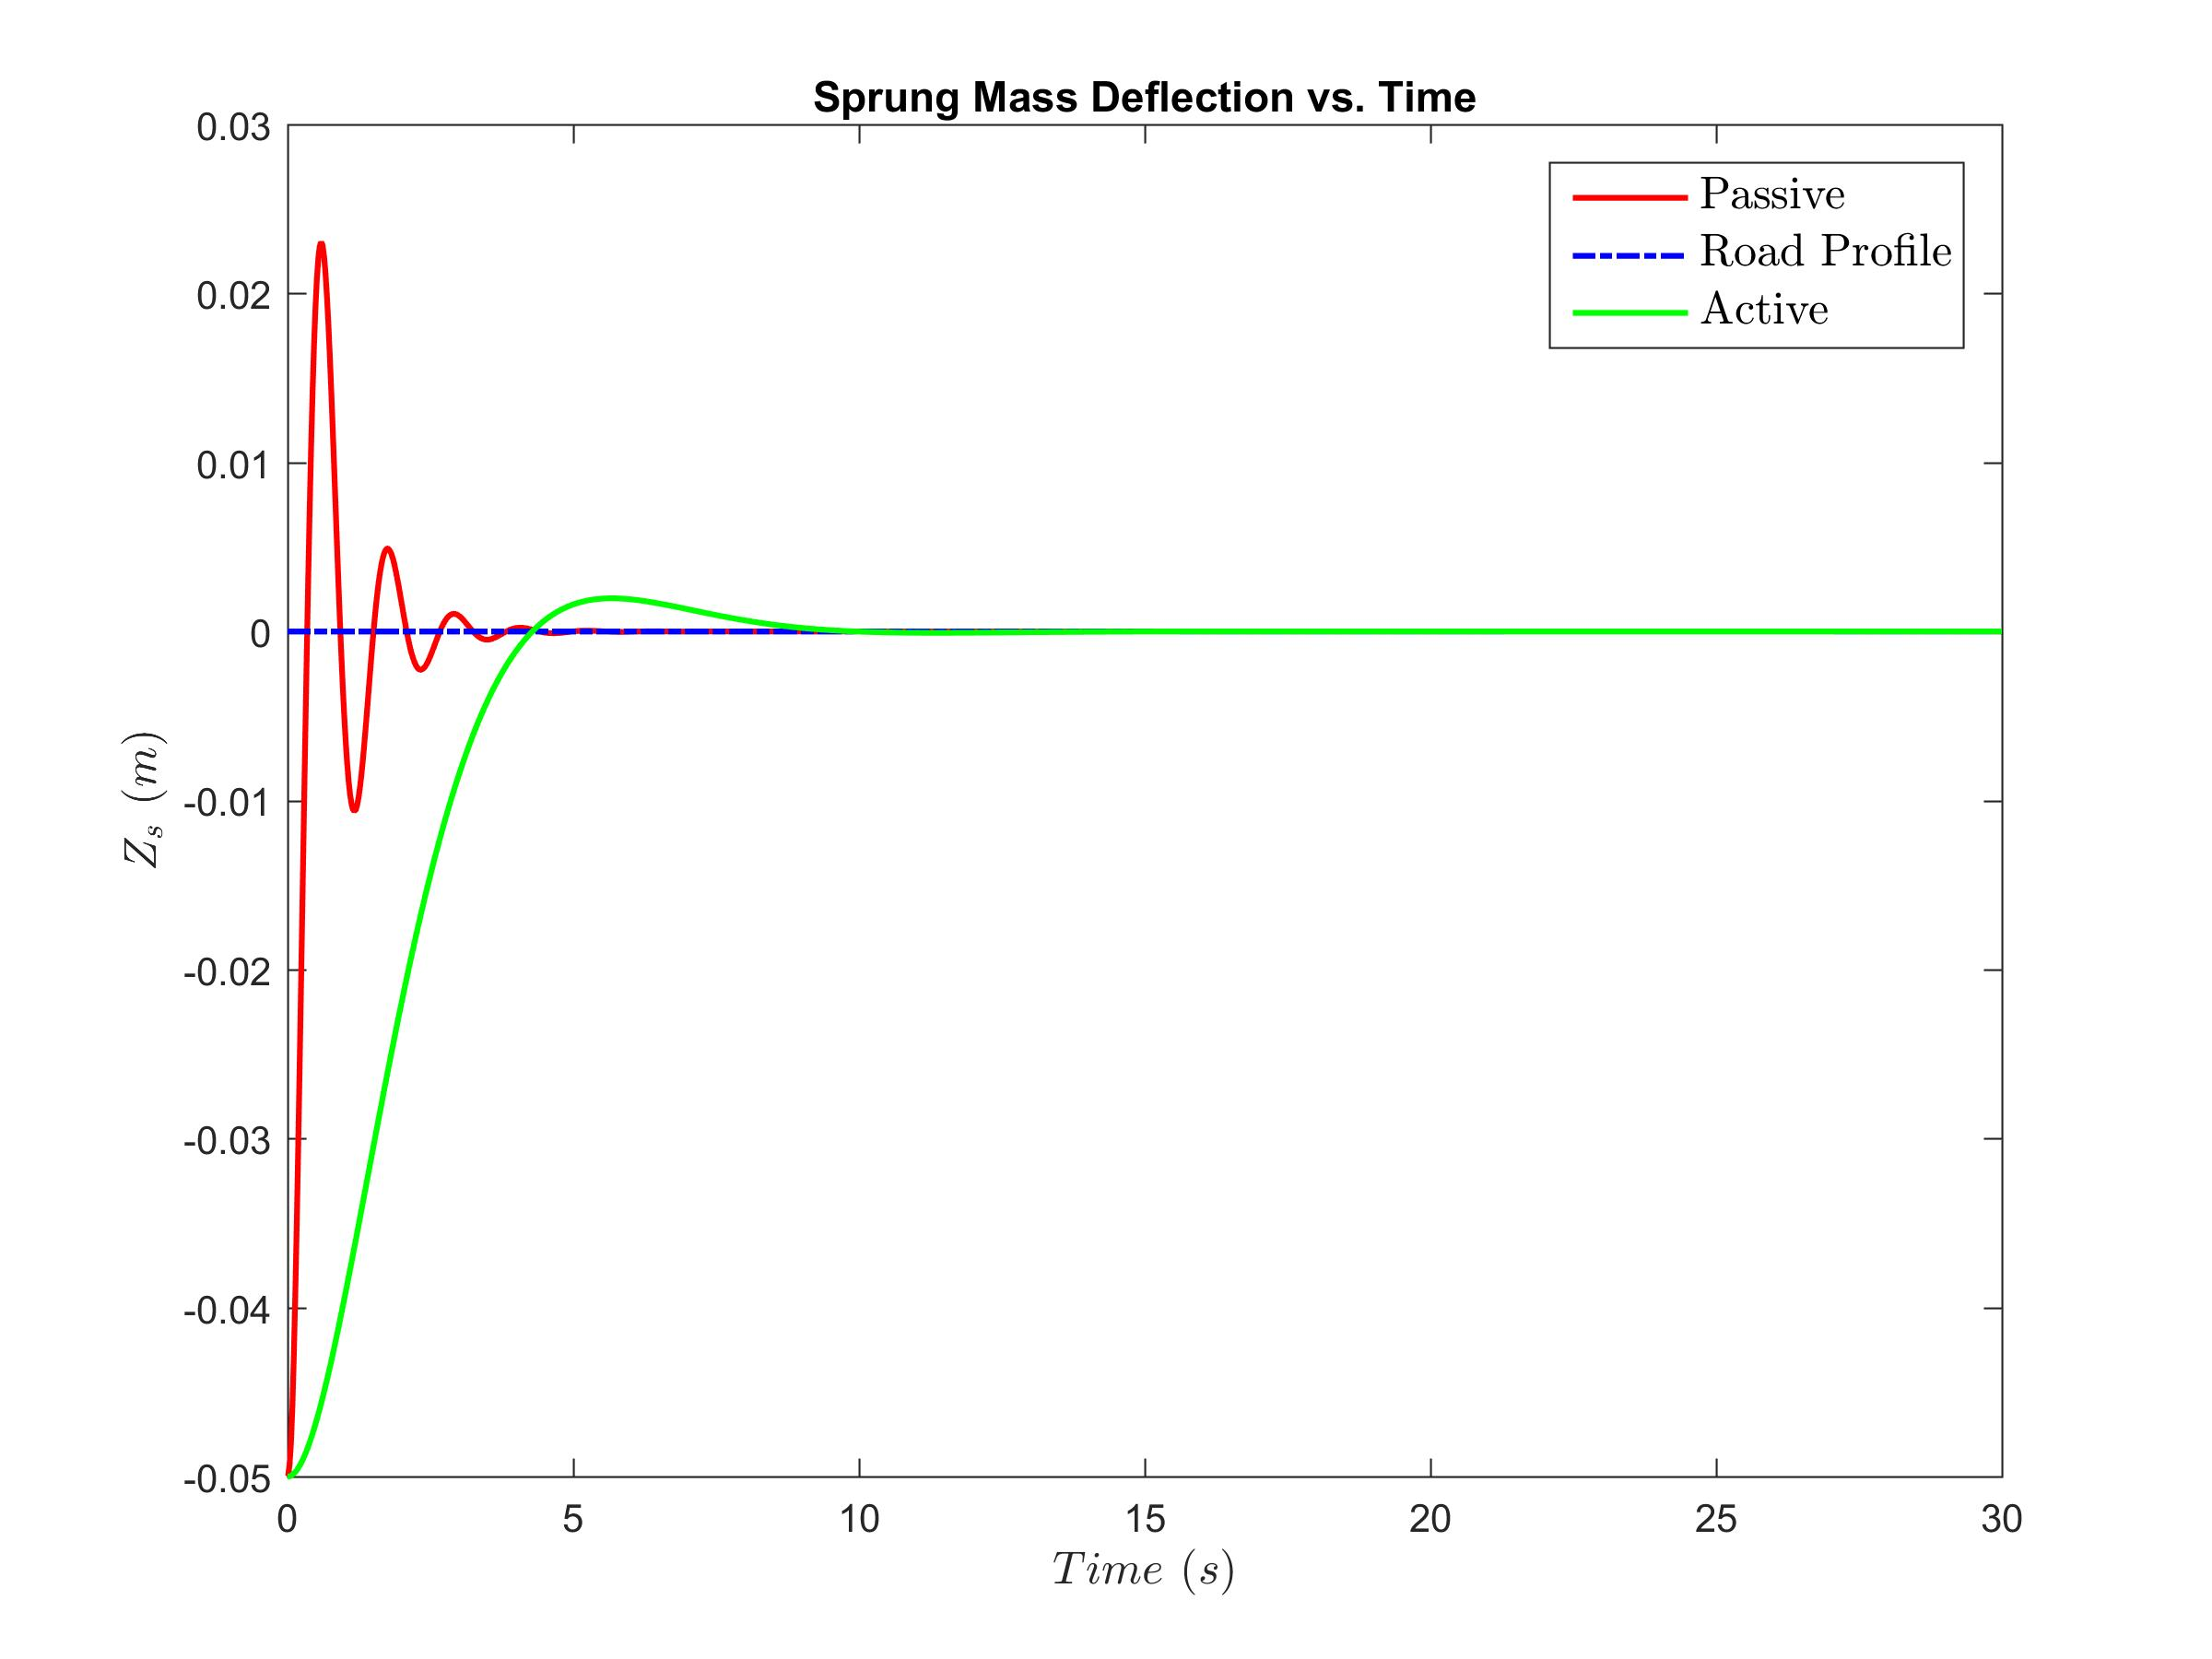 Sprung Mass Deflection vs. Time
0.03
0.02
0.01
0
-0.01
-0.02
-0.03
-0.04
-0.05
Z_s (m)
Passive
Road Profile
Active
0 5 10 15 20 25 30
Time (s)